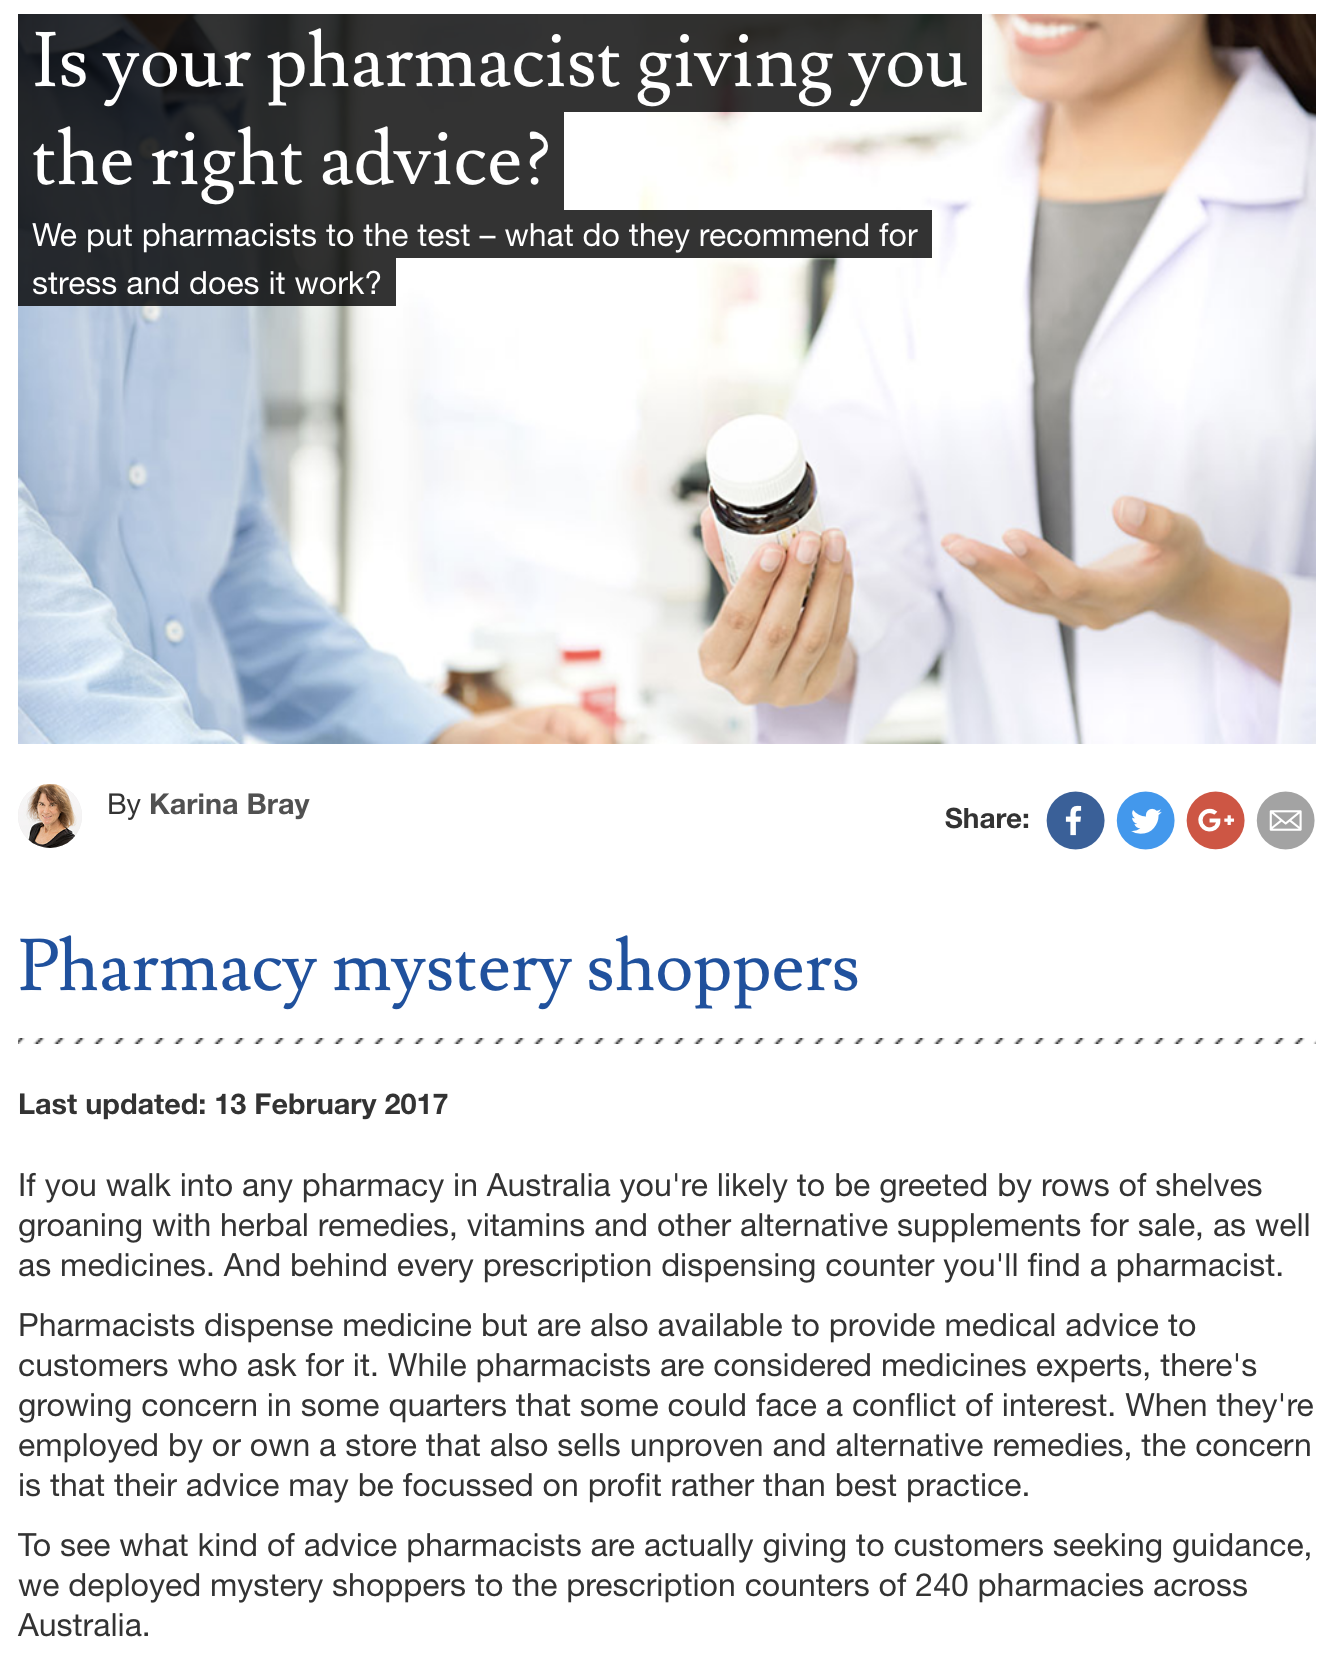 Is your pharmacist giving you
the right advice?
We put pharmacists to the test – what do they recommend for
stress and does it work?
By Karina Bray
Share:
f
G+
Pharmacy mystery shoppers
Last updated: 13 February 2017
If you walk into any pharmacy in Australia you're likely to be greeted by rows of shelves
groaning with herbal remedies, vitamins and other alternative supplements for sale, as well
as medicines. And behind every prescription dispensing counter you'll find a pharmacist.
Pharmacists dispense medicine but are also available to provide medical advice to
customers who ask for it. While pharmacists are considered medicines experts, there's
growing concern in some quarters that some could face a conflict of interest. When they're
employed by or own a store that also sells unproven and alternative remedies, the concern
is that their advice may be focussed on profit rather than best practice.
To see what kind of advice pharmacists are actually giving to customers seeking guidance,
we deployed mystery shoppers to the prescription counters of 240 pharmacies across
Australia.